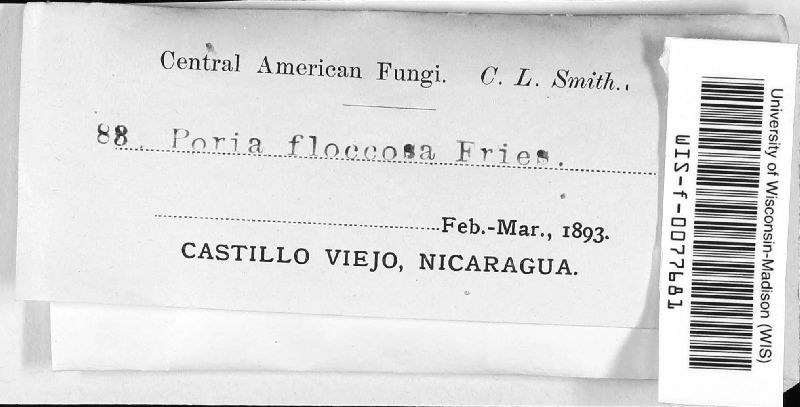 Central American Fungi. C. L. Smith.
88. Poria floccosa Fries.
Feb.-Mar., 1893.
CASTILLO VIEJO, NICARAGUA.
University of Wisconsin-Madison (WIS)
WIS-f-0077681